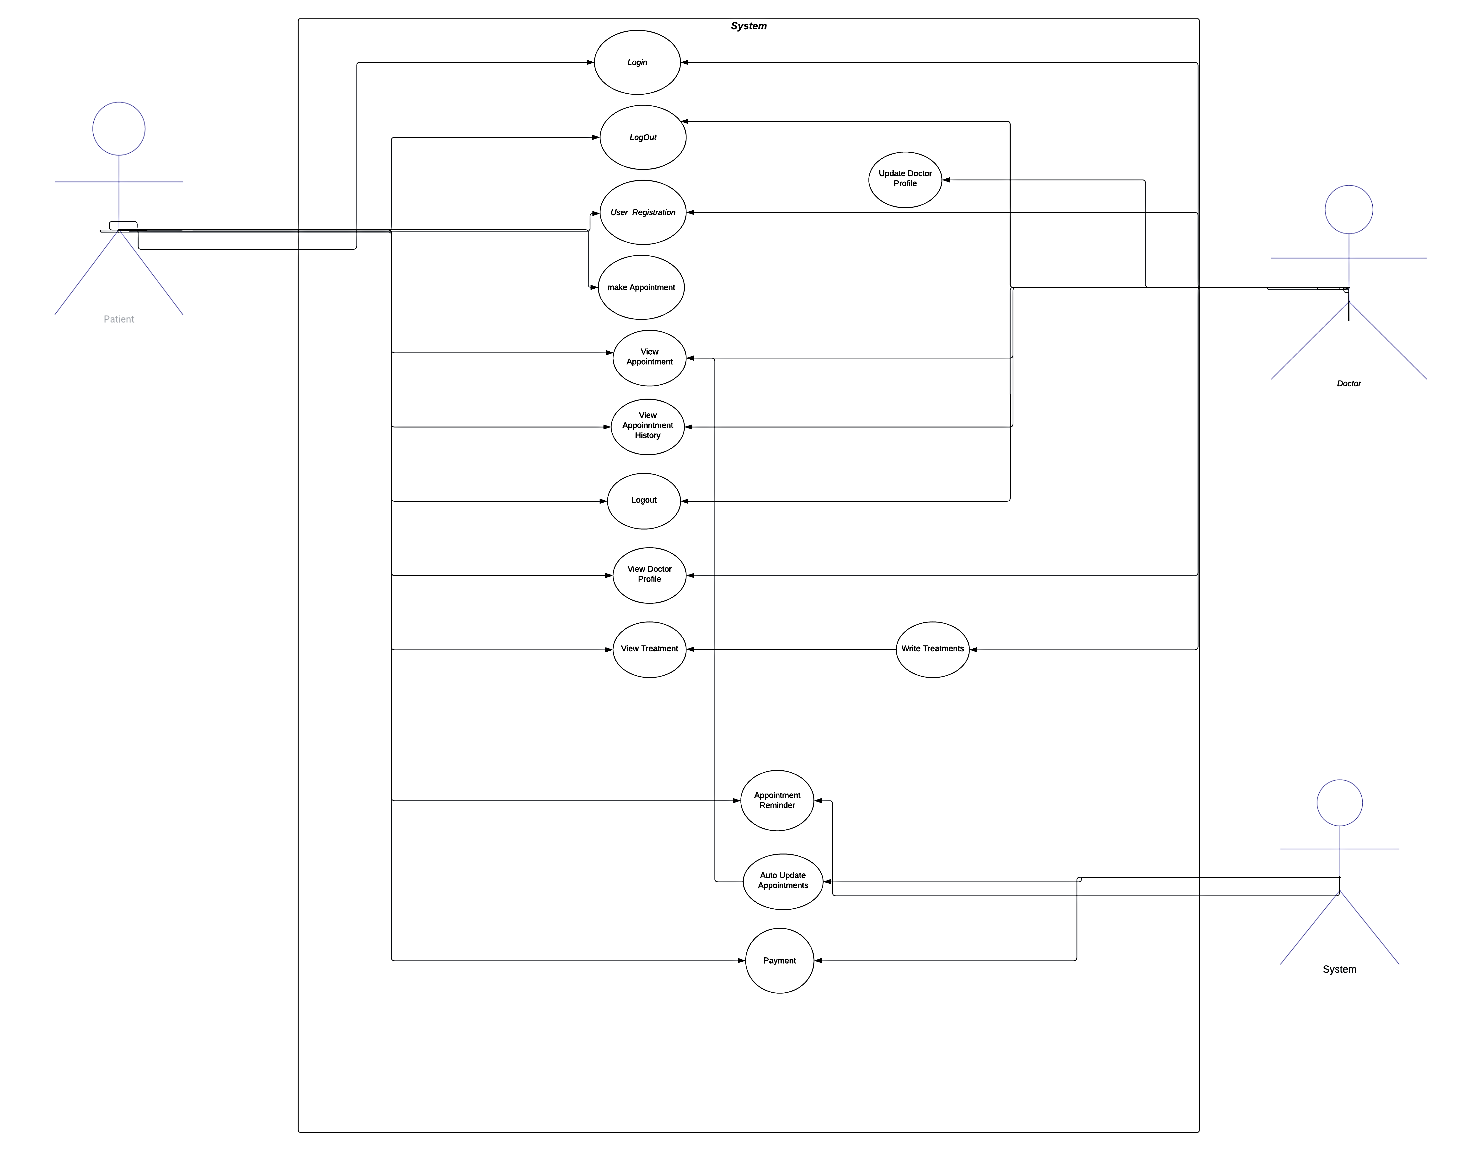 System
Login
LogOut
Update Doctor
Profile
User  Registration
make Appointment
Patient
View
Appointment
Doctor
View
Appoinntment
History
Logout
View Doctor
Profile
View Treatment
Write Treatments
Appointment
Reminder
Auto Update
Appointments
Payment
System